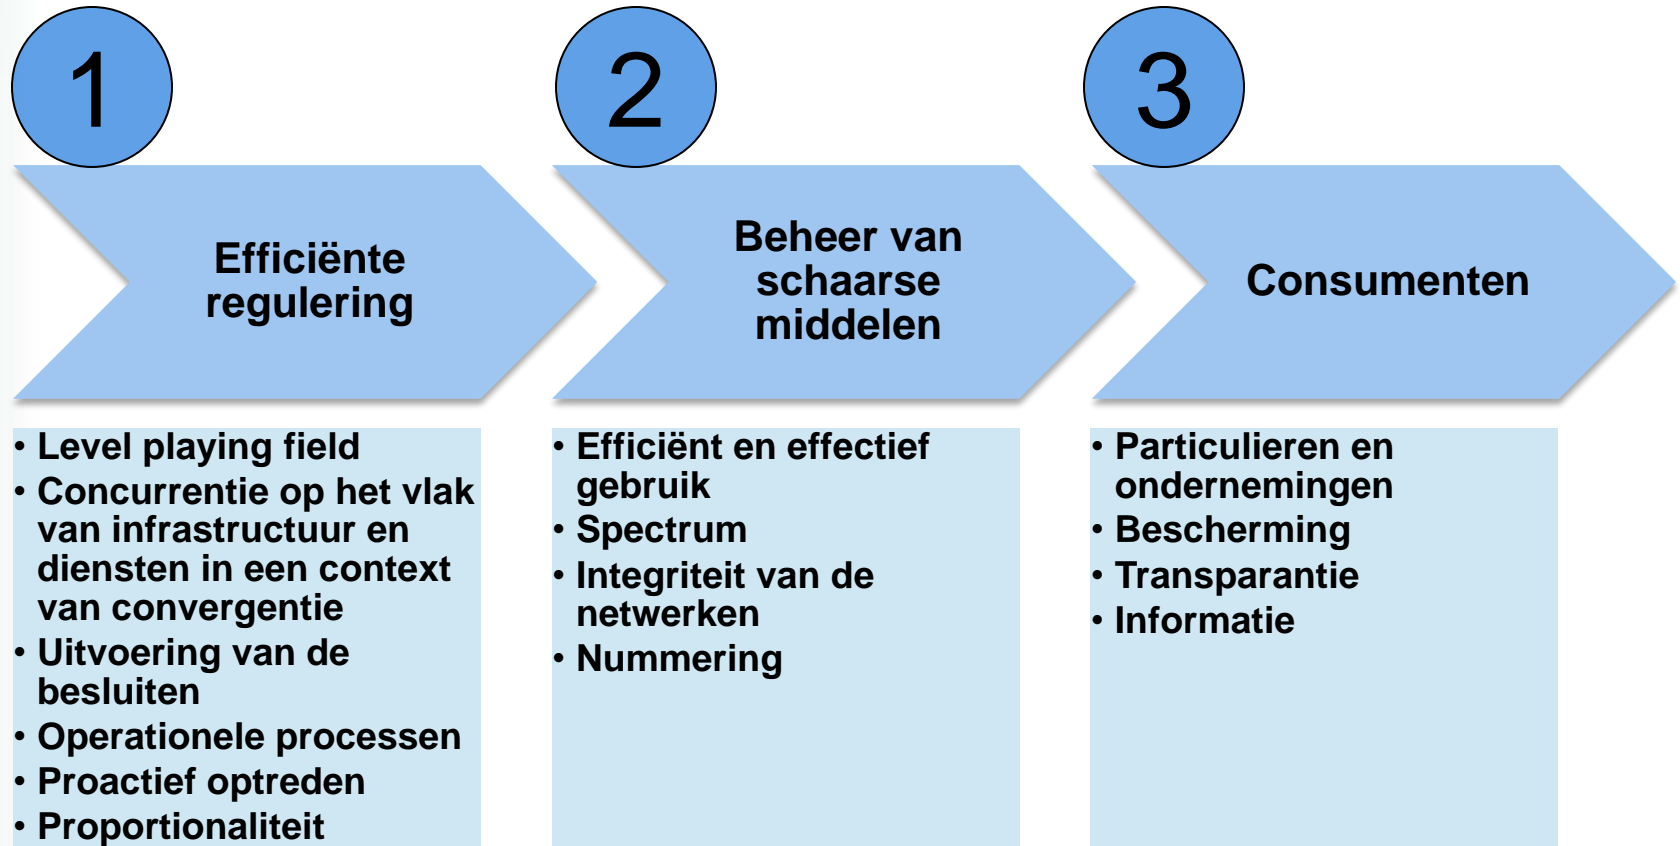 1
Efficiënte
regulering
• Level playing field
• Concurrentie op het vlak
van infrastructuur en
diensten in een context
van convergentie
• Uitvoering van de
besluiten
• Operationele processen
• Proactief optreden
• Proportionaliteit
2
Beheer van
schaarse
middelen
• Efficiënt en effectief
gebruik
• Spectrum
• Integriteit van de
netwerken
• Nummering
3
Consumenten
• Particulieren en
ondernemingen
• Bescherming
• Transparantie
• Informatie